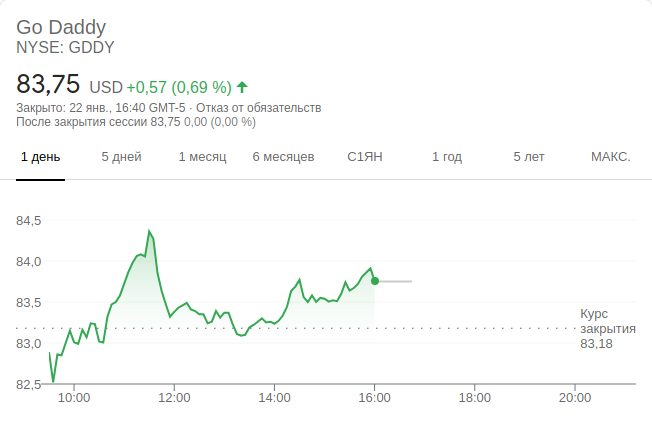 Go Daddy
NYSE: GDDY
83,75 USD +0,57 (0,69 %)
Закрыто: 22 янв., 16:40 GMT-5 · Отказ от обязательств
После закрытия сессии 83,75 0,00 (0,00 %)
1 день 5 дней 1 месяц 6 месяцев С1ЯН 1 год 5 лет МАКС.
84,5
84,0
83,5
83,0
82,5
Курс
закрытия
83,18
10:00 12:00 14:00 16:00 18:00 20:00